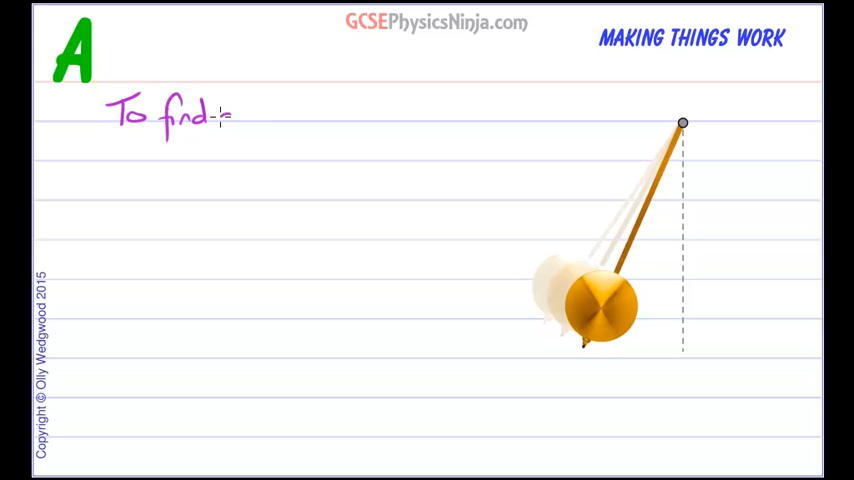 A
GCSEPhysicsNinja.com
MAKING THINGS WORK
To find
Copyright © Olly Wedgwood 2015